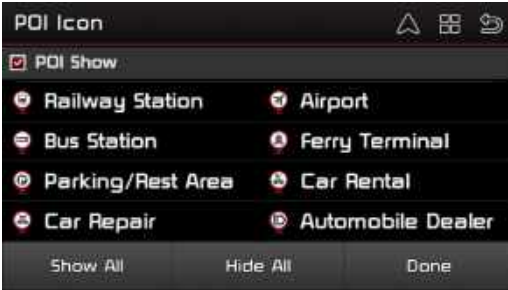 POI Icon
POI Show
Railway Station Airport
Bus Station Ferry Terminal
Parking/Rest Area Car Rental
Car Repair Automobile Dealer
Show All Hide All Done